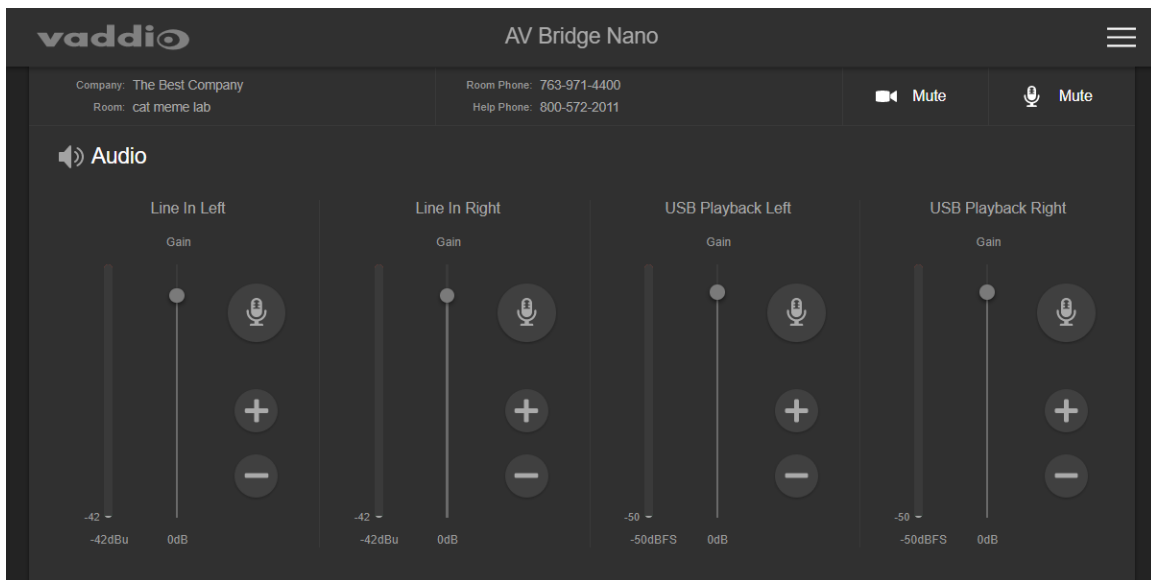 vaddio AV Bridge Nano
Company: The Best Company Room Phone: 763-971-4400 Mute Mute
Room: cat meme lab Help Phone: 800-572-2011
Audio
Line In Left Line In Right USB Playback Left USB Playback Right
Gain Gain Gain Gain
-42 -42 -50 -50
-42dBu 0dB -42dBu 0dB -50dBFS 0dB -50dBFS 0dB